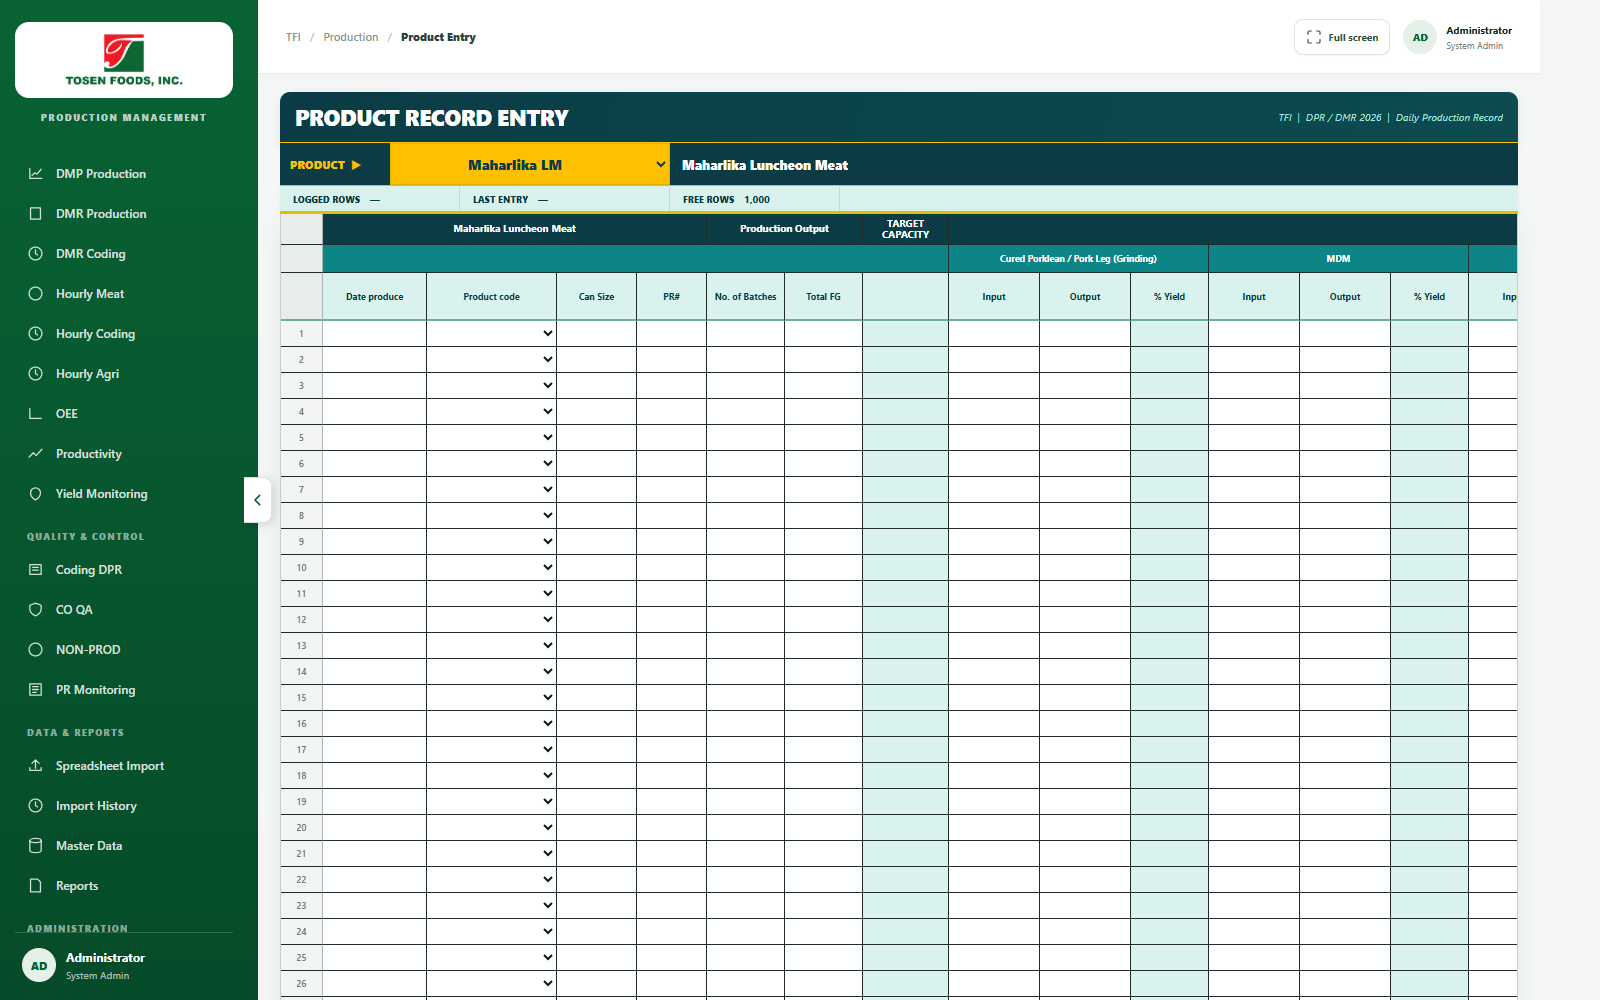 TOSEN FOODS, INC.
PRODUCTION MANAGEMENT
DMP Production
DMR Production
DMR Coding
Hourly Meat
Hourly Coding
Hourly Agri
OEE
Productivity
Yield Monitoring
QUALITY & CONTROL
Coding DPR
CO QA
NON-PROD
PR Monitoring
DATA & REPORTS
Spreadsheet Import
Import History
Master Data
Reports
ADMINISTRATION
AD Administrator
System Admin
TFI / Production / Product Entry
Full screen
AD Administrator
System Admin
PRODUCT RECORD ENTRY
TFI | DPR / DMR 2026 | Daily Production Record
PRODUCT ▶ Maharlika LM Maharlika Luncheon Meat
LOGGED ROWS — LAST ENTRY — FREE ROWS 1,000
Maharlika Luncheon Meat Production Output TARGET CAPACITY
Cured Porklean / Pork Leg (Grinding) MDM
Date produce Product code Can Size PR# No. of Batches Total FG Input Output % Yield Input Output % Yield Inp
1
2
3
4
5
6
7
8
9
10
11
12
13
14
15
16
17
18
19
20
21
22
23
24
25
26